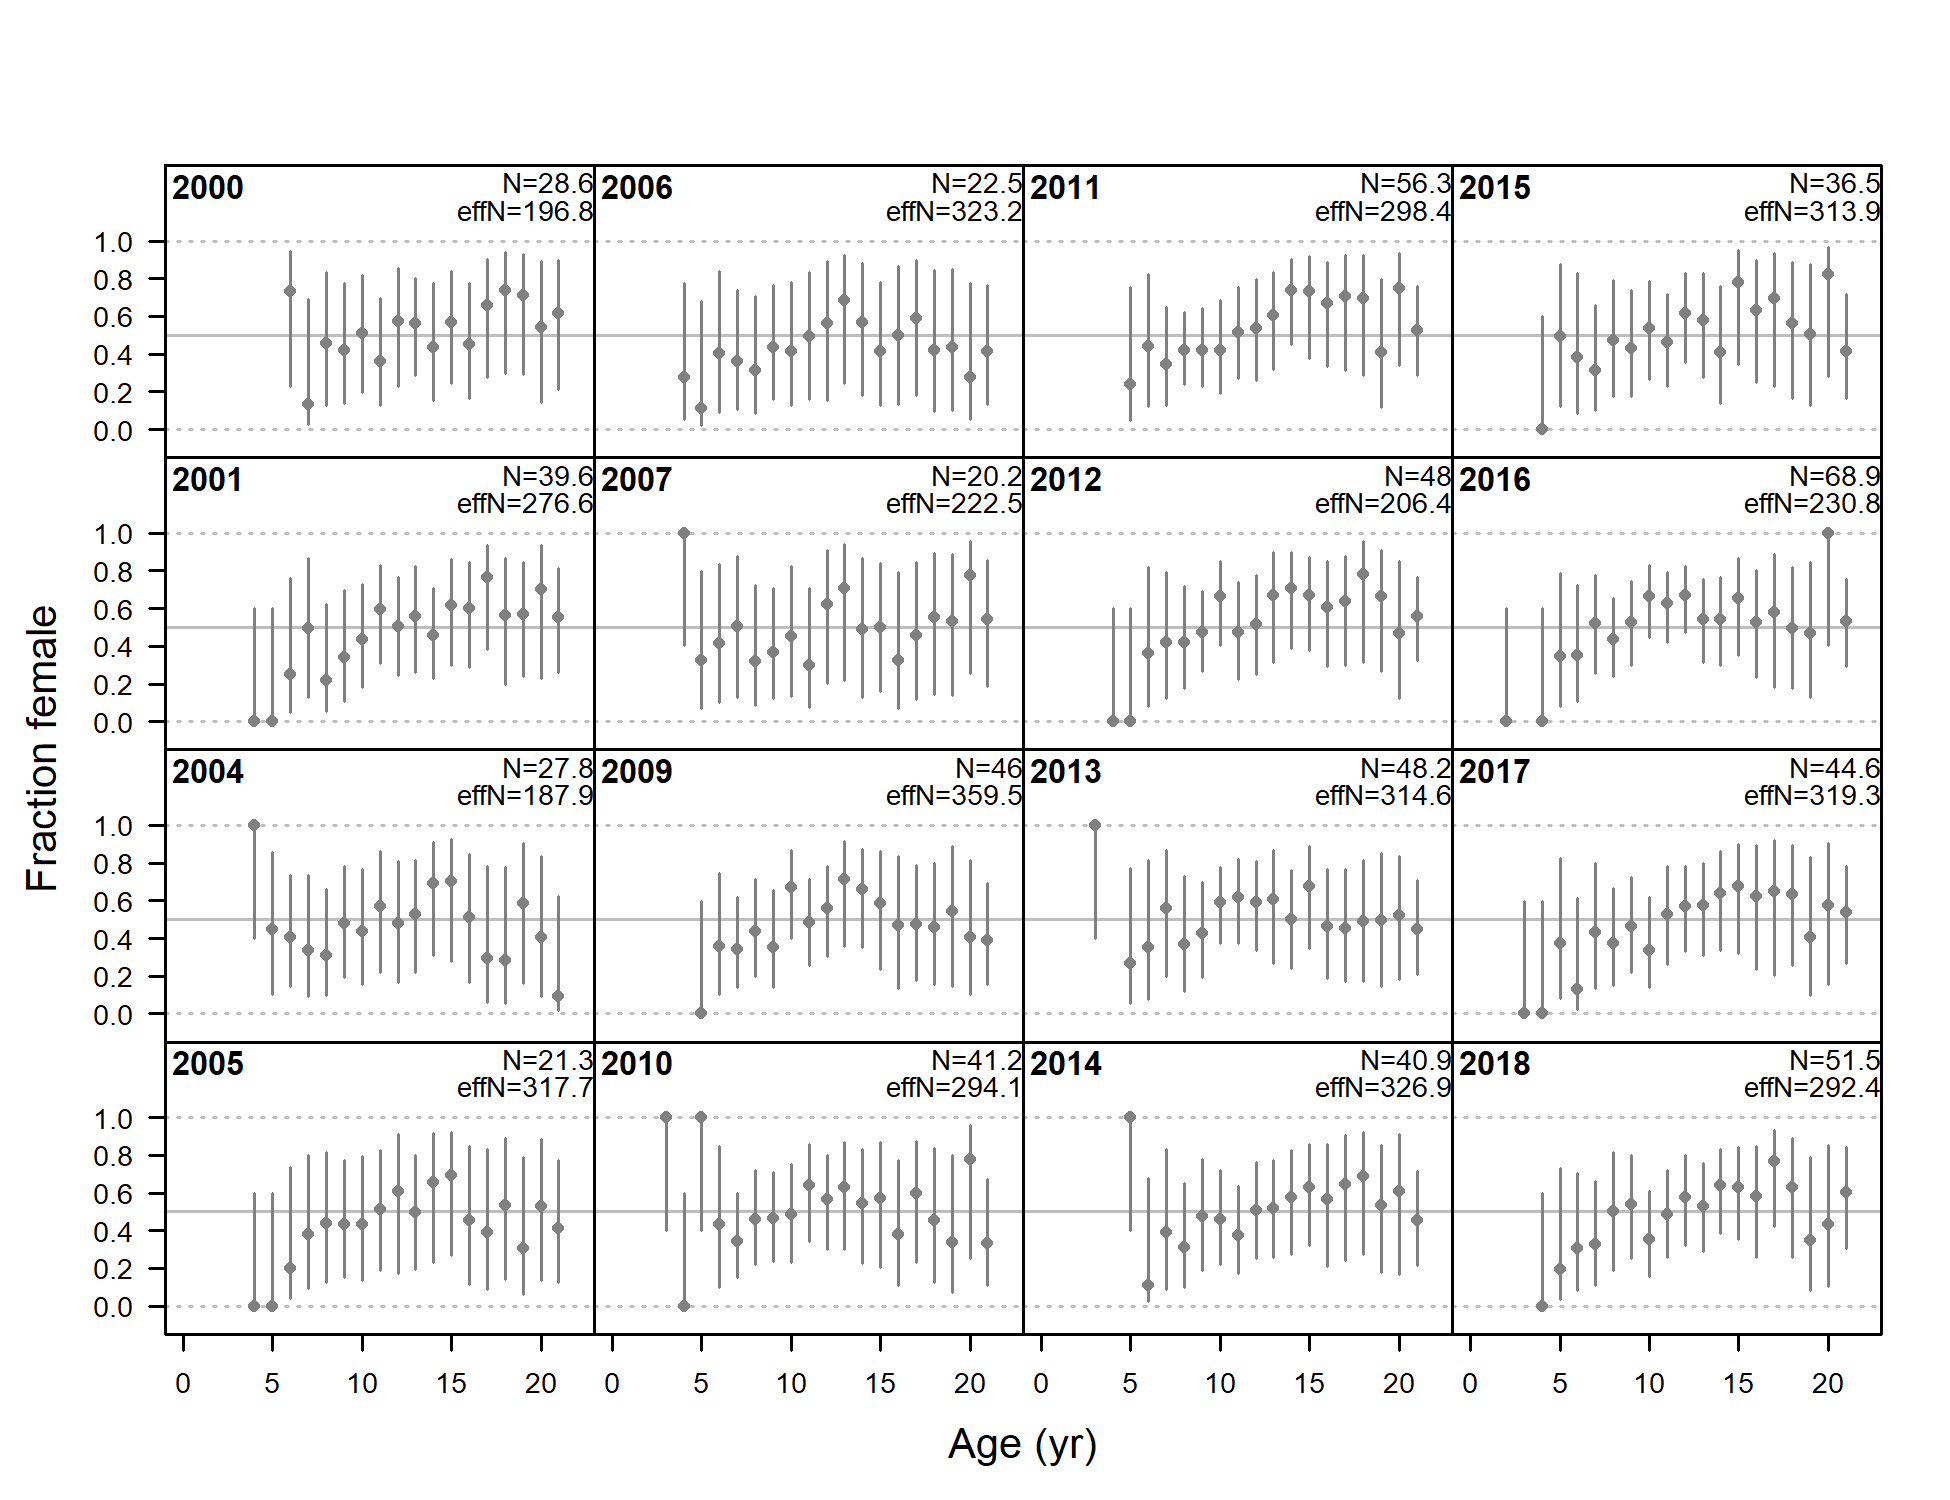 2000 N=28.6 2006 N=22.5 2011 N=56.3 2015 N=36.5
effN=196.8 effN=323.2 effN=298.4 effN=313.9
1.0
0.8
0.6
0.4
0.2
0.0
2001 N=39.6 2007 N=20.2 2012 N=48 2016 N=68.9
effN=276.6 effN=222.5 effN=206.4 effN=230.8
1.0
0.8
0.6
0.4
0.2
0.0
Fraction female
2004 N=27.8 2009 N=46 2013 N=48.2 2017 N=44.6
effN=187.9 effN=359.5 effN=314.6 effN=319.3
1.0
0.8
0.6
0.4
0.2
0.0
2005 N=21.3 2010 N=41.2 2014 N=40.9 2018 N=51.5
effN=317.7 effN=294.1 effN=326.9 effN=292.4
1.0
0.8
0.6
0.4
0.2
0.0
0 5 10 15 20 0 5 10 15 20 0 5 10 15 20 0 5 10 15 20
Age (yr)